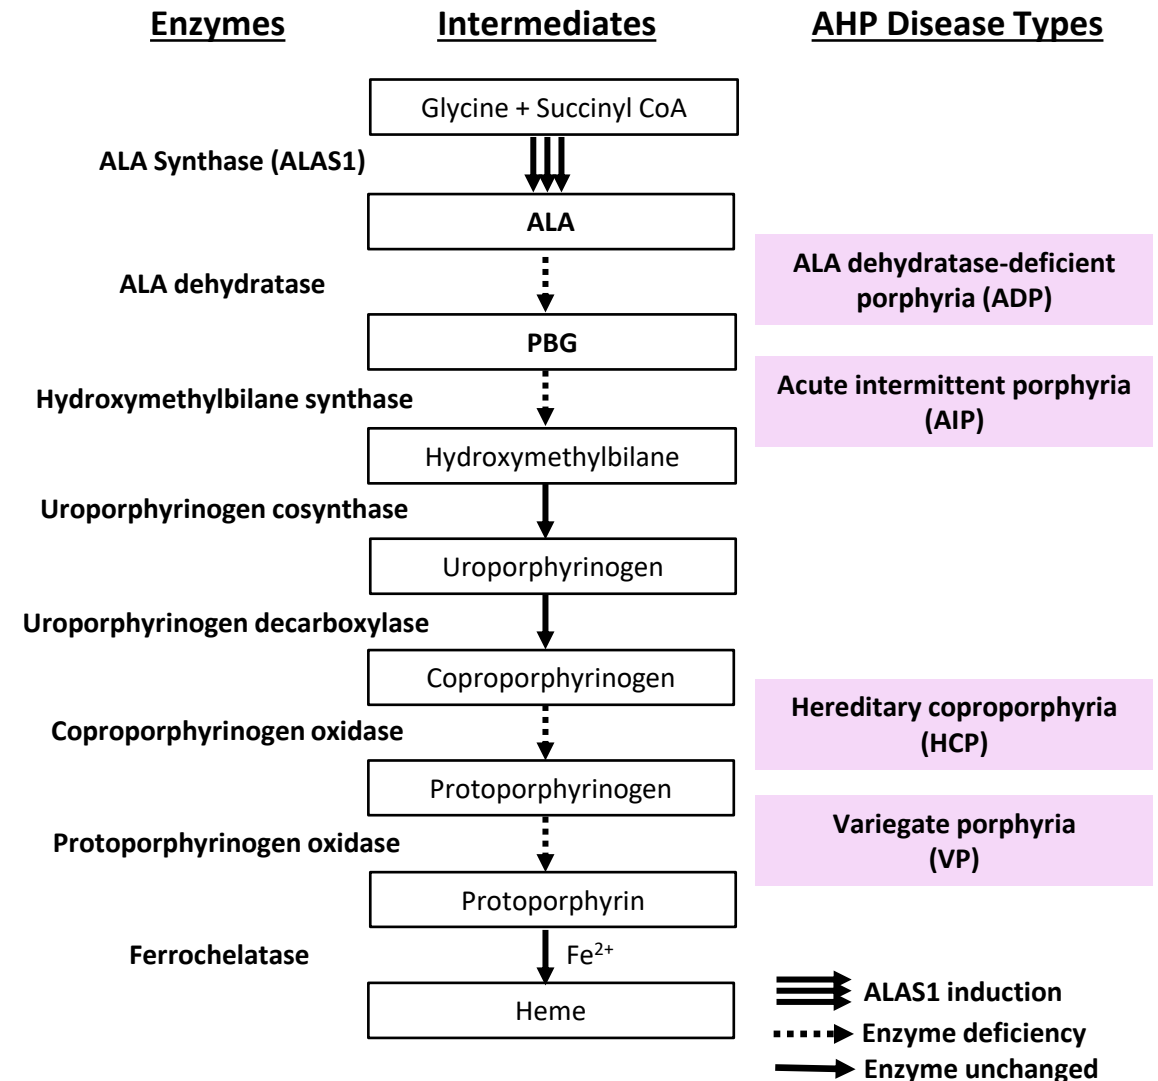 Enzymes
Intermediates
AHP Disease Types
Glycine + Succinyl CoA
ALA Synthase (ALAS1)
ALA
ALA dehydratase
ALA dehydratase-deficient
porphyria (ADP)
PBG
Hydroxymethylbilane synthase
Acute intermittent porphyria
(AIP)
Hydroxymethylbilane
Uroporphyrinogen cosynthase
Uroporphyrinogen
Uroporphyrinogen decarboxylase
Coproporphyrinogen
Coproporphyrinogen oxidase
Hereditary coproporphyria
(HCP)
Protoporphyrinogen
Protoporphyrinogen oxidase
Variegate porphyria
(VP)
Protoporphyrin
Ferrochelatase
Fe²⁺
Heme
ALAS1 induction
Enzyme deficiency
Enzyme unchanged